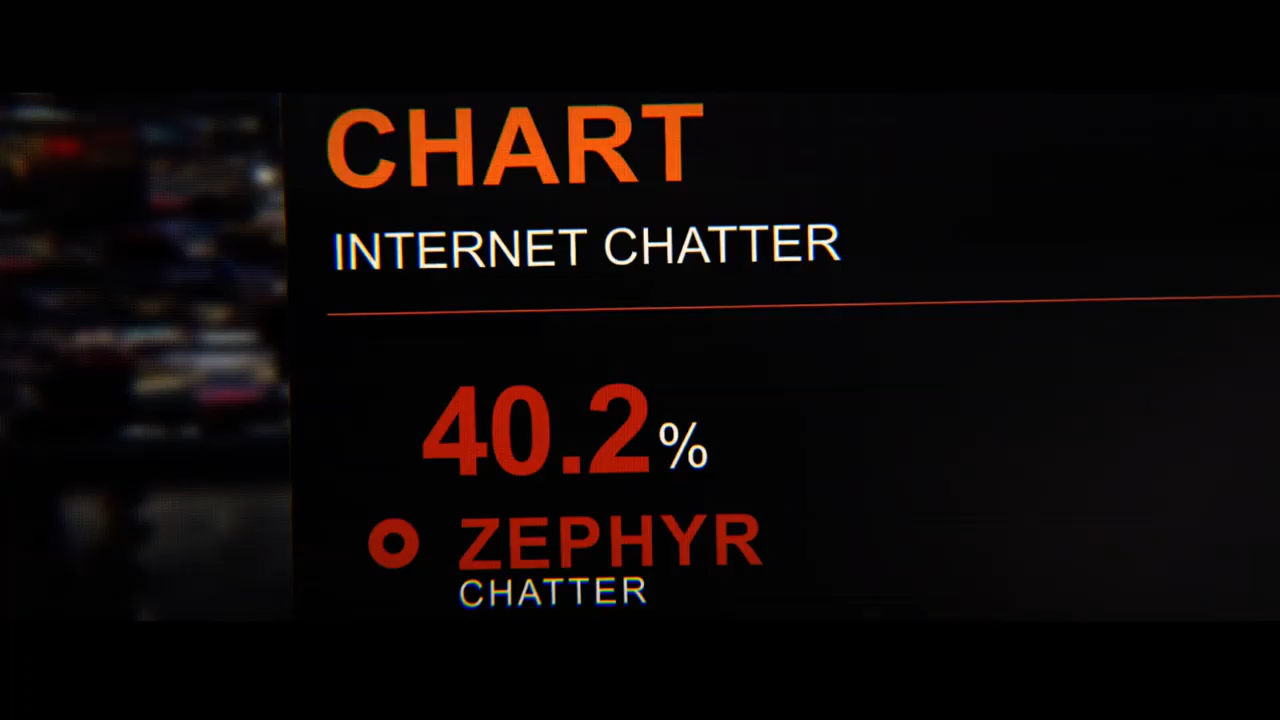 CHART
INTERNET CHATTER
40.2%
ZEPHYR
CHATTER